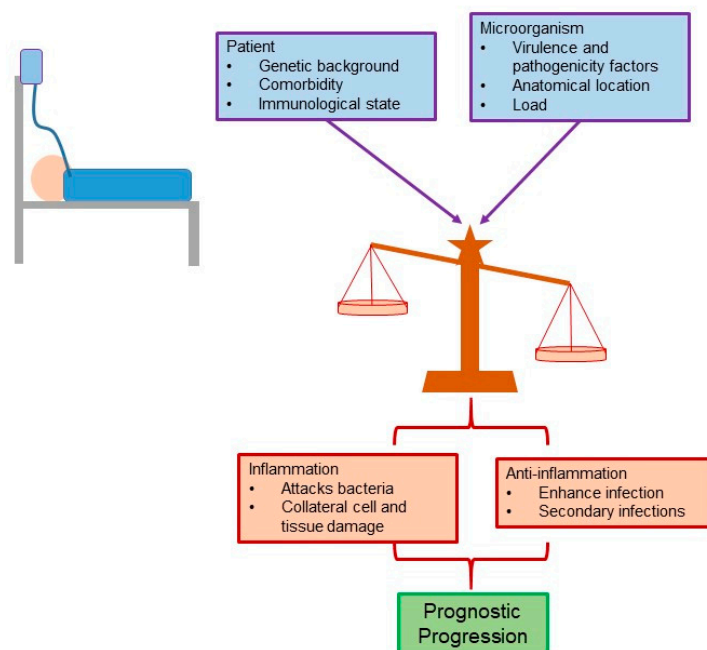 Patient
• Genetic background
• Comorbidity
• Immunological state
Microorganism
• Virulence and
pathogenicity factors
• Anatomical location
• Load
Inflammation
• Attacks bacteria
• Collateral cell and
tissue damage
Anti-inflammation
• Enhance infection
• Secondary infections
Prognostic
Progression